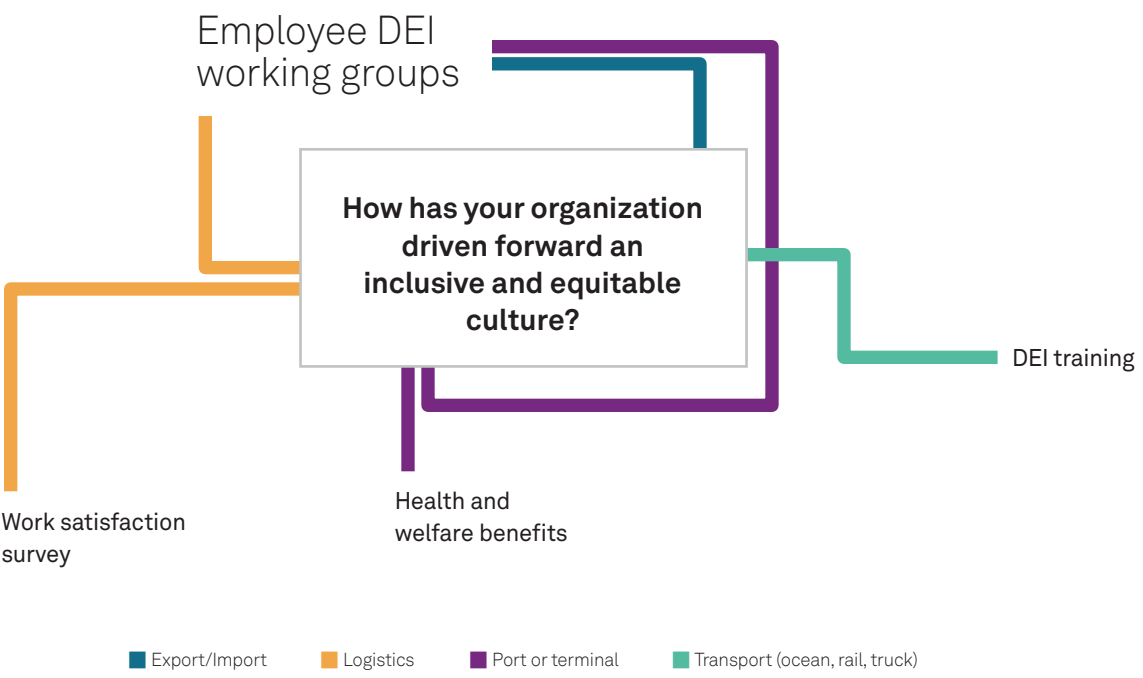 Employee DEI
working groups
How has your organization
driven forward an
inclusive and equitable
culture?
DEI training
Health and
welfare benefits
Work satisfaction
survey
Export/Import
Logistics
Port or terminal
Transport (ocean, rail, truck)